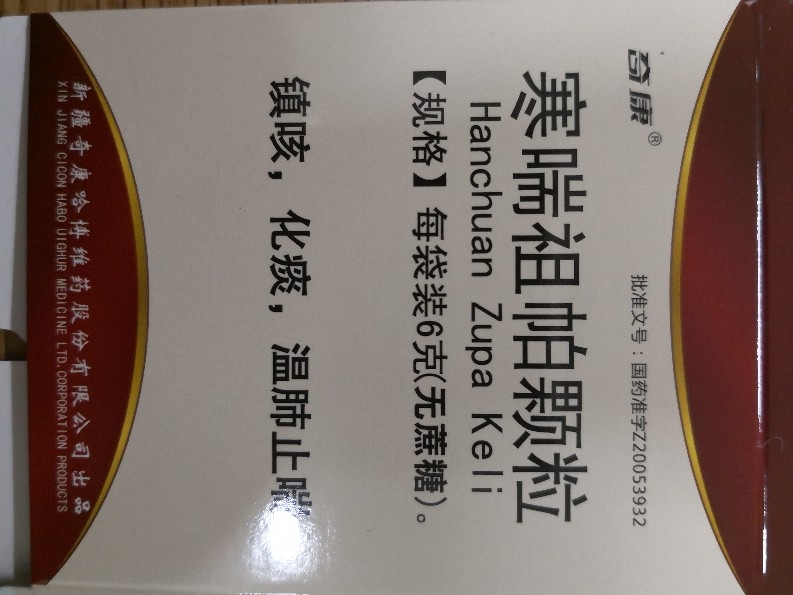 奇康®
批准文号：国药准字Z20053932
寒喘祖帕颗粒
Hanchuan Zupa Keli
【规格】每袋装6克(无蔗糖)。
镇咳，化痰，温肺止喘
新疆奇康哈博维药股份有限公司出品
XIN JIANG CICON HABO UIGHUR MEDICINE LTD.CORPORATION PRODUCTS